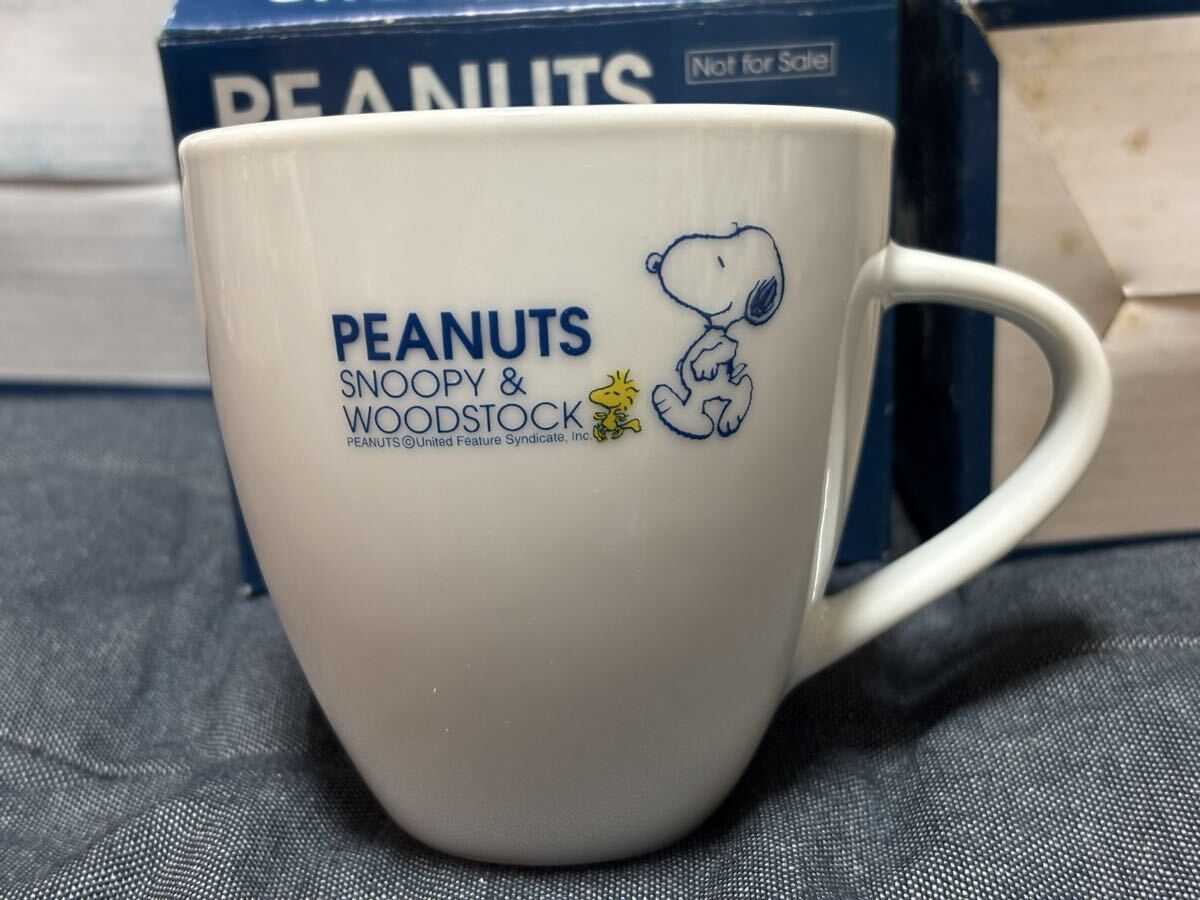 PEANUTS
Not for Sale
PEANUTS
SNOOPY &
WOODSTOCK
PEANUTS©United Feature Syndicate, Inc.